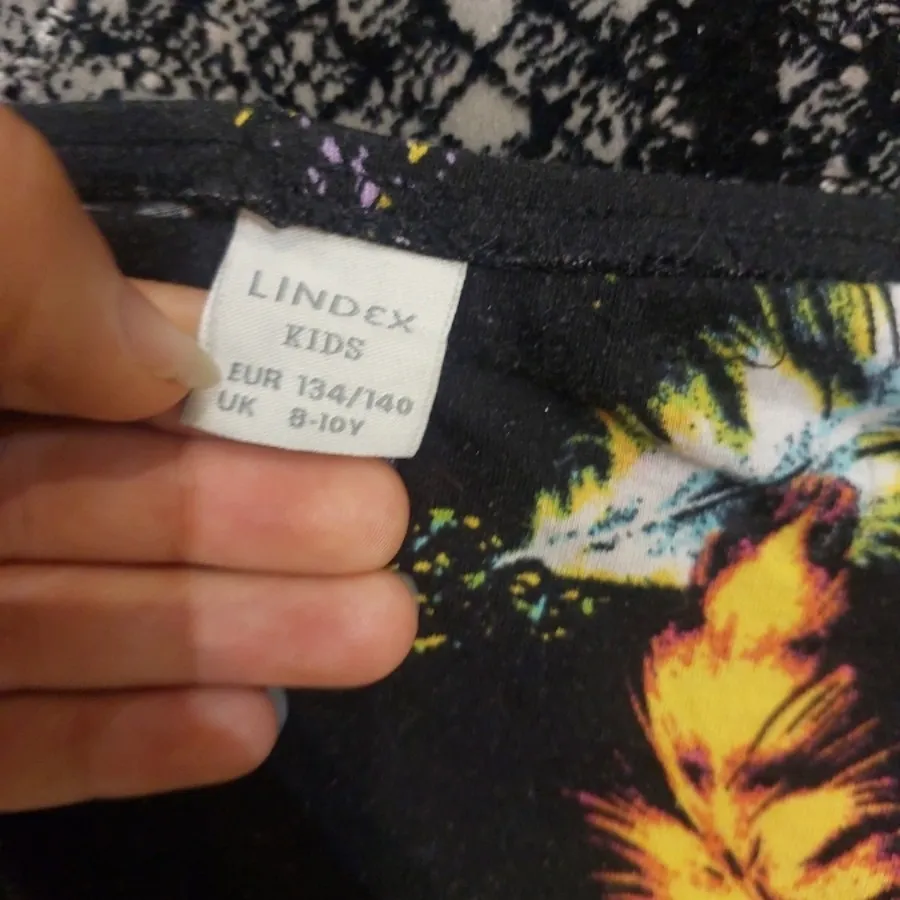 LINDEX
KIDS
EUR 134/140
UK 8-10Y